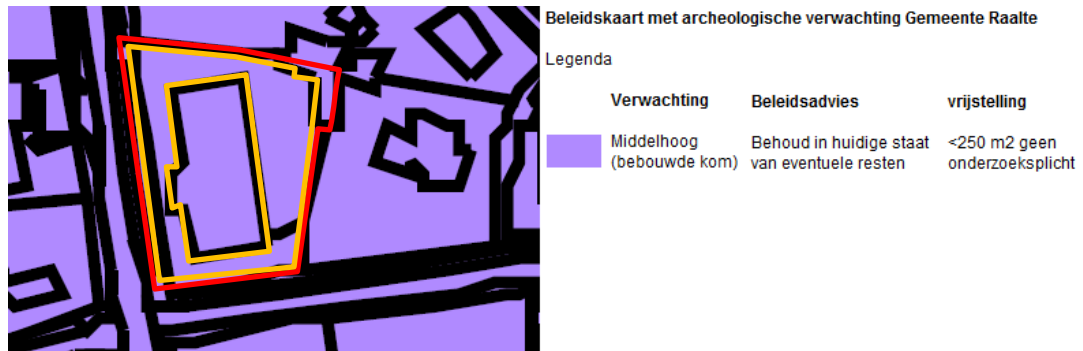 Beleidskaart met archeologische verwachting Gemeente Raalte
Legenda
Verwachting Beleidsadvies vrijstelling
Middelhoog Behoud in huidige staat <250 m2 geen
(bebouwde kom) van eventuele resten onderzoeksplicht